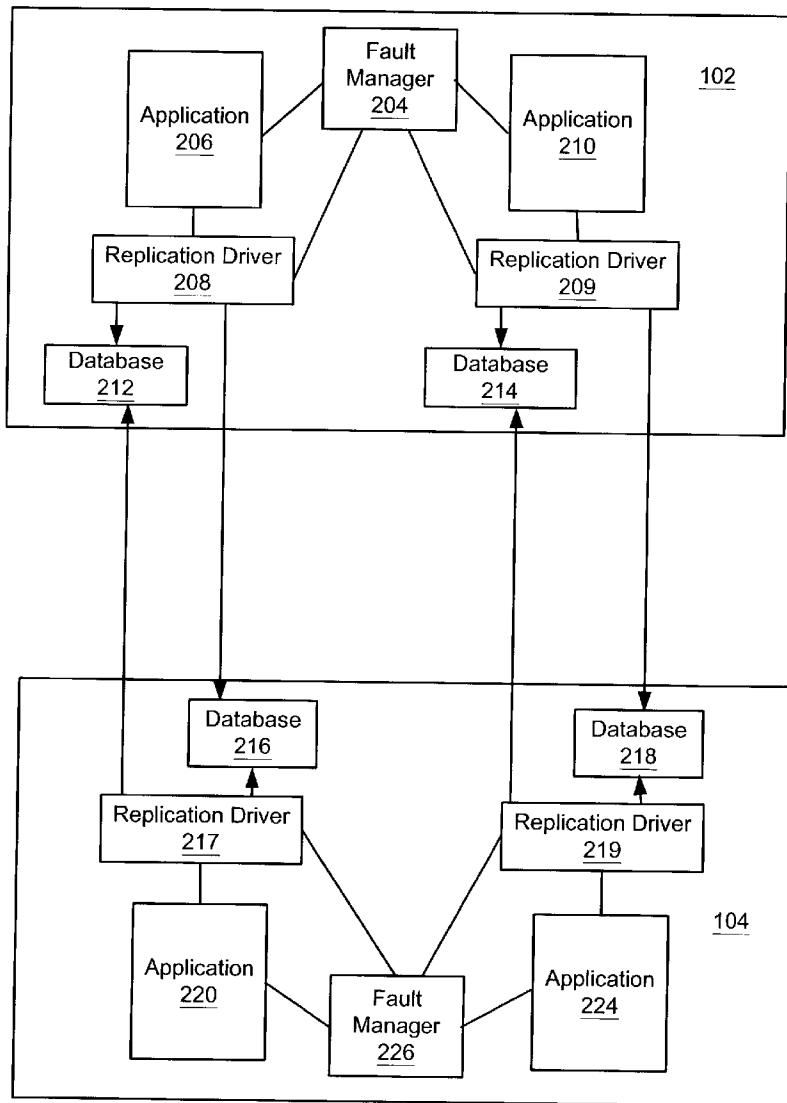 Fault
Manager
204
102
Application
206
Application
210
Replication Driver
208
Replication Driver
209
Database
212
Database
214
Database
216
Database
218
Replication Driver
217
Replication Driver
219
104
Application
220
Fault
Manager
226
Application
224